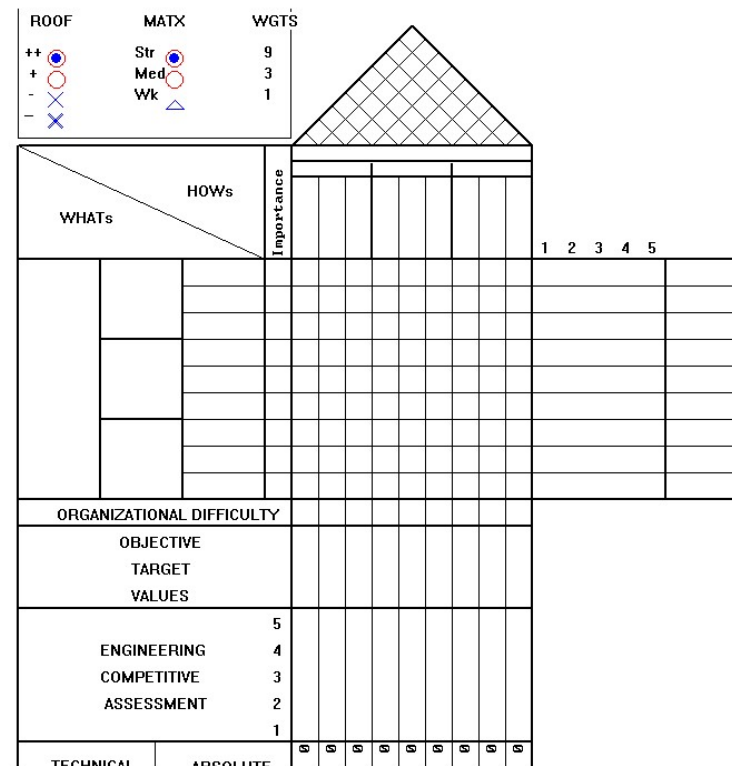 ROOF MATX WGTS
++ Str 9
+ Med 3
- Wk 1
_
HOWs
WHATs
Importance
1 2 3 4 5
ORGANIZATIONAL DIFFICULTY
OBJECTIVE
TARGET
VALUES
5
ENGINEERING 4
COMPETITIVE 3
ASSESSMENT 2
1
0 0 0 0 0 0 0 0 0
TECHNICAL ABSOLUTE